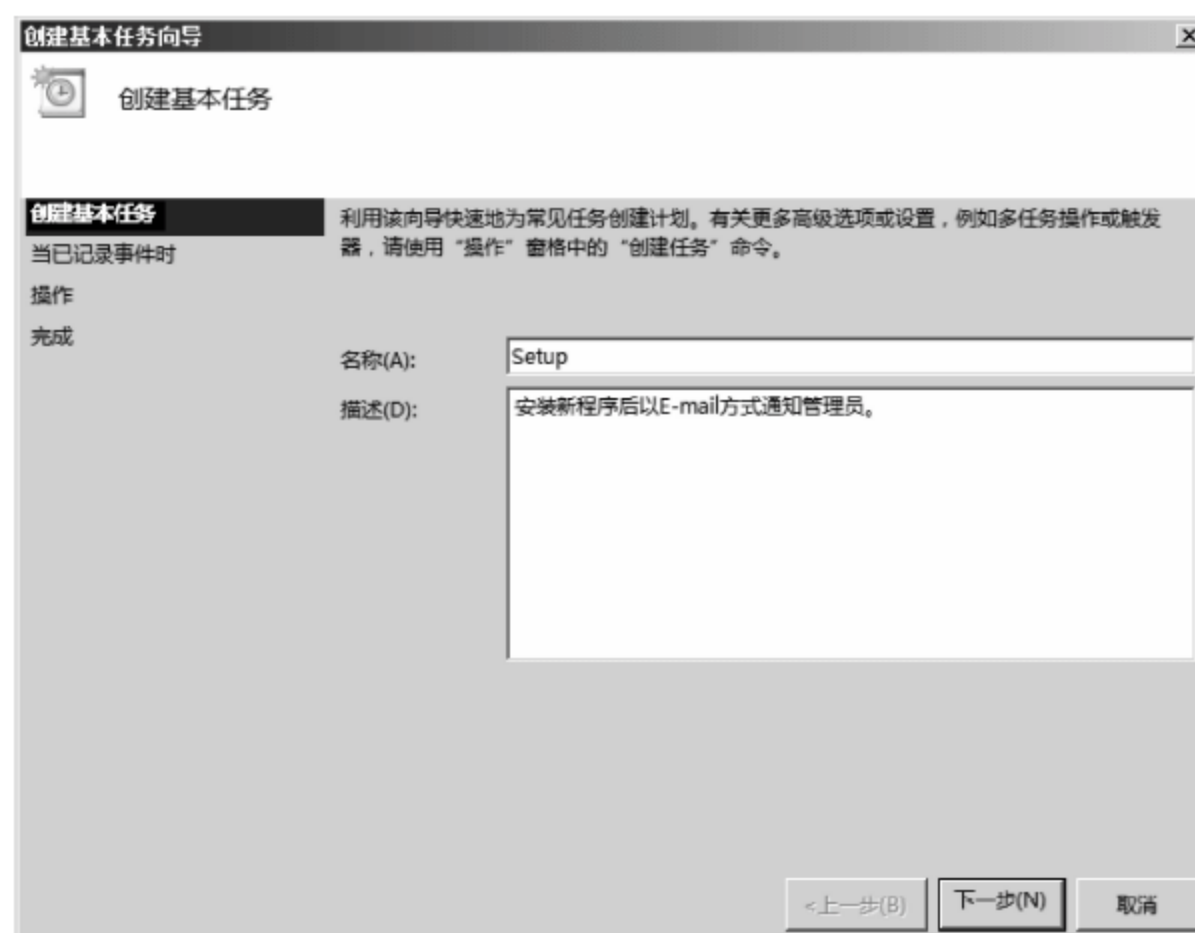 创建基本任务向导
创建基本任务
创建基本任务
当已记录事件时
操作
完成
利用该向导快速地为常见任务创建计划。有关更多高级选项或设置，例如多任务操作或触发
器，请使用“操作”窗格中的“创建任务”命令。
名称(A):
Setup
描述(D):
安装新程序后以E-mail方式通知管理员。
<上一步(B)
下一步(N)
取消